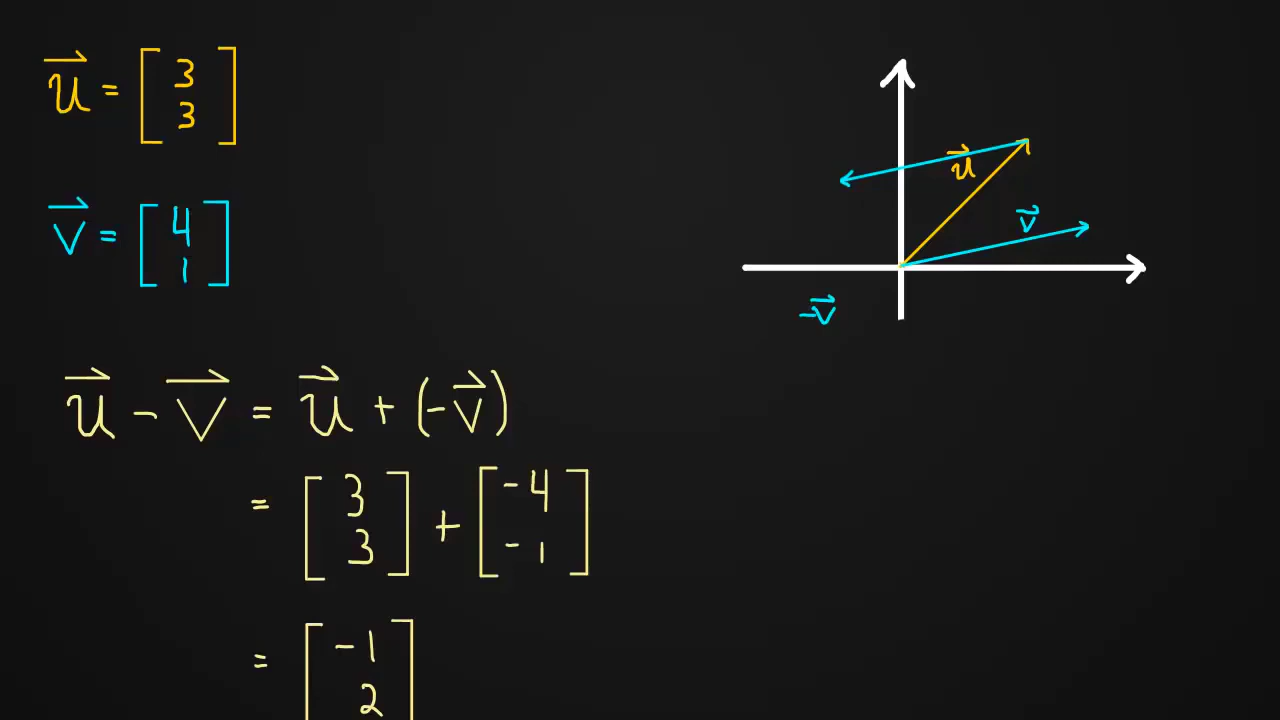 u⃗ = [3
3]
v⃗ = [4
1]
u⃗
v⃗
-v⃗
u⃗ - v⃗ = u⃗ + (-v⃗)
= [3
3] + [-4
-1]
= [-1
2]